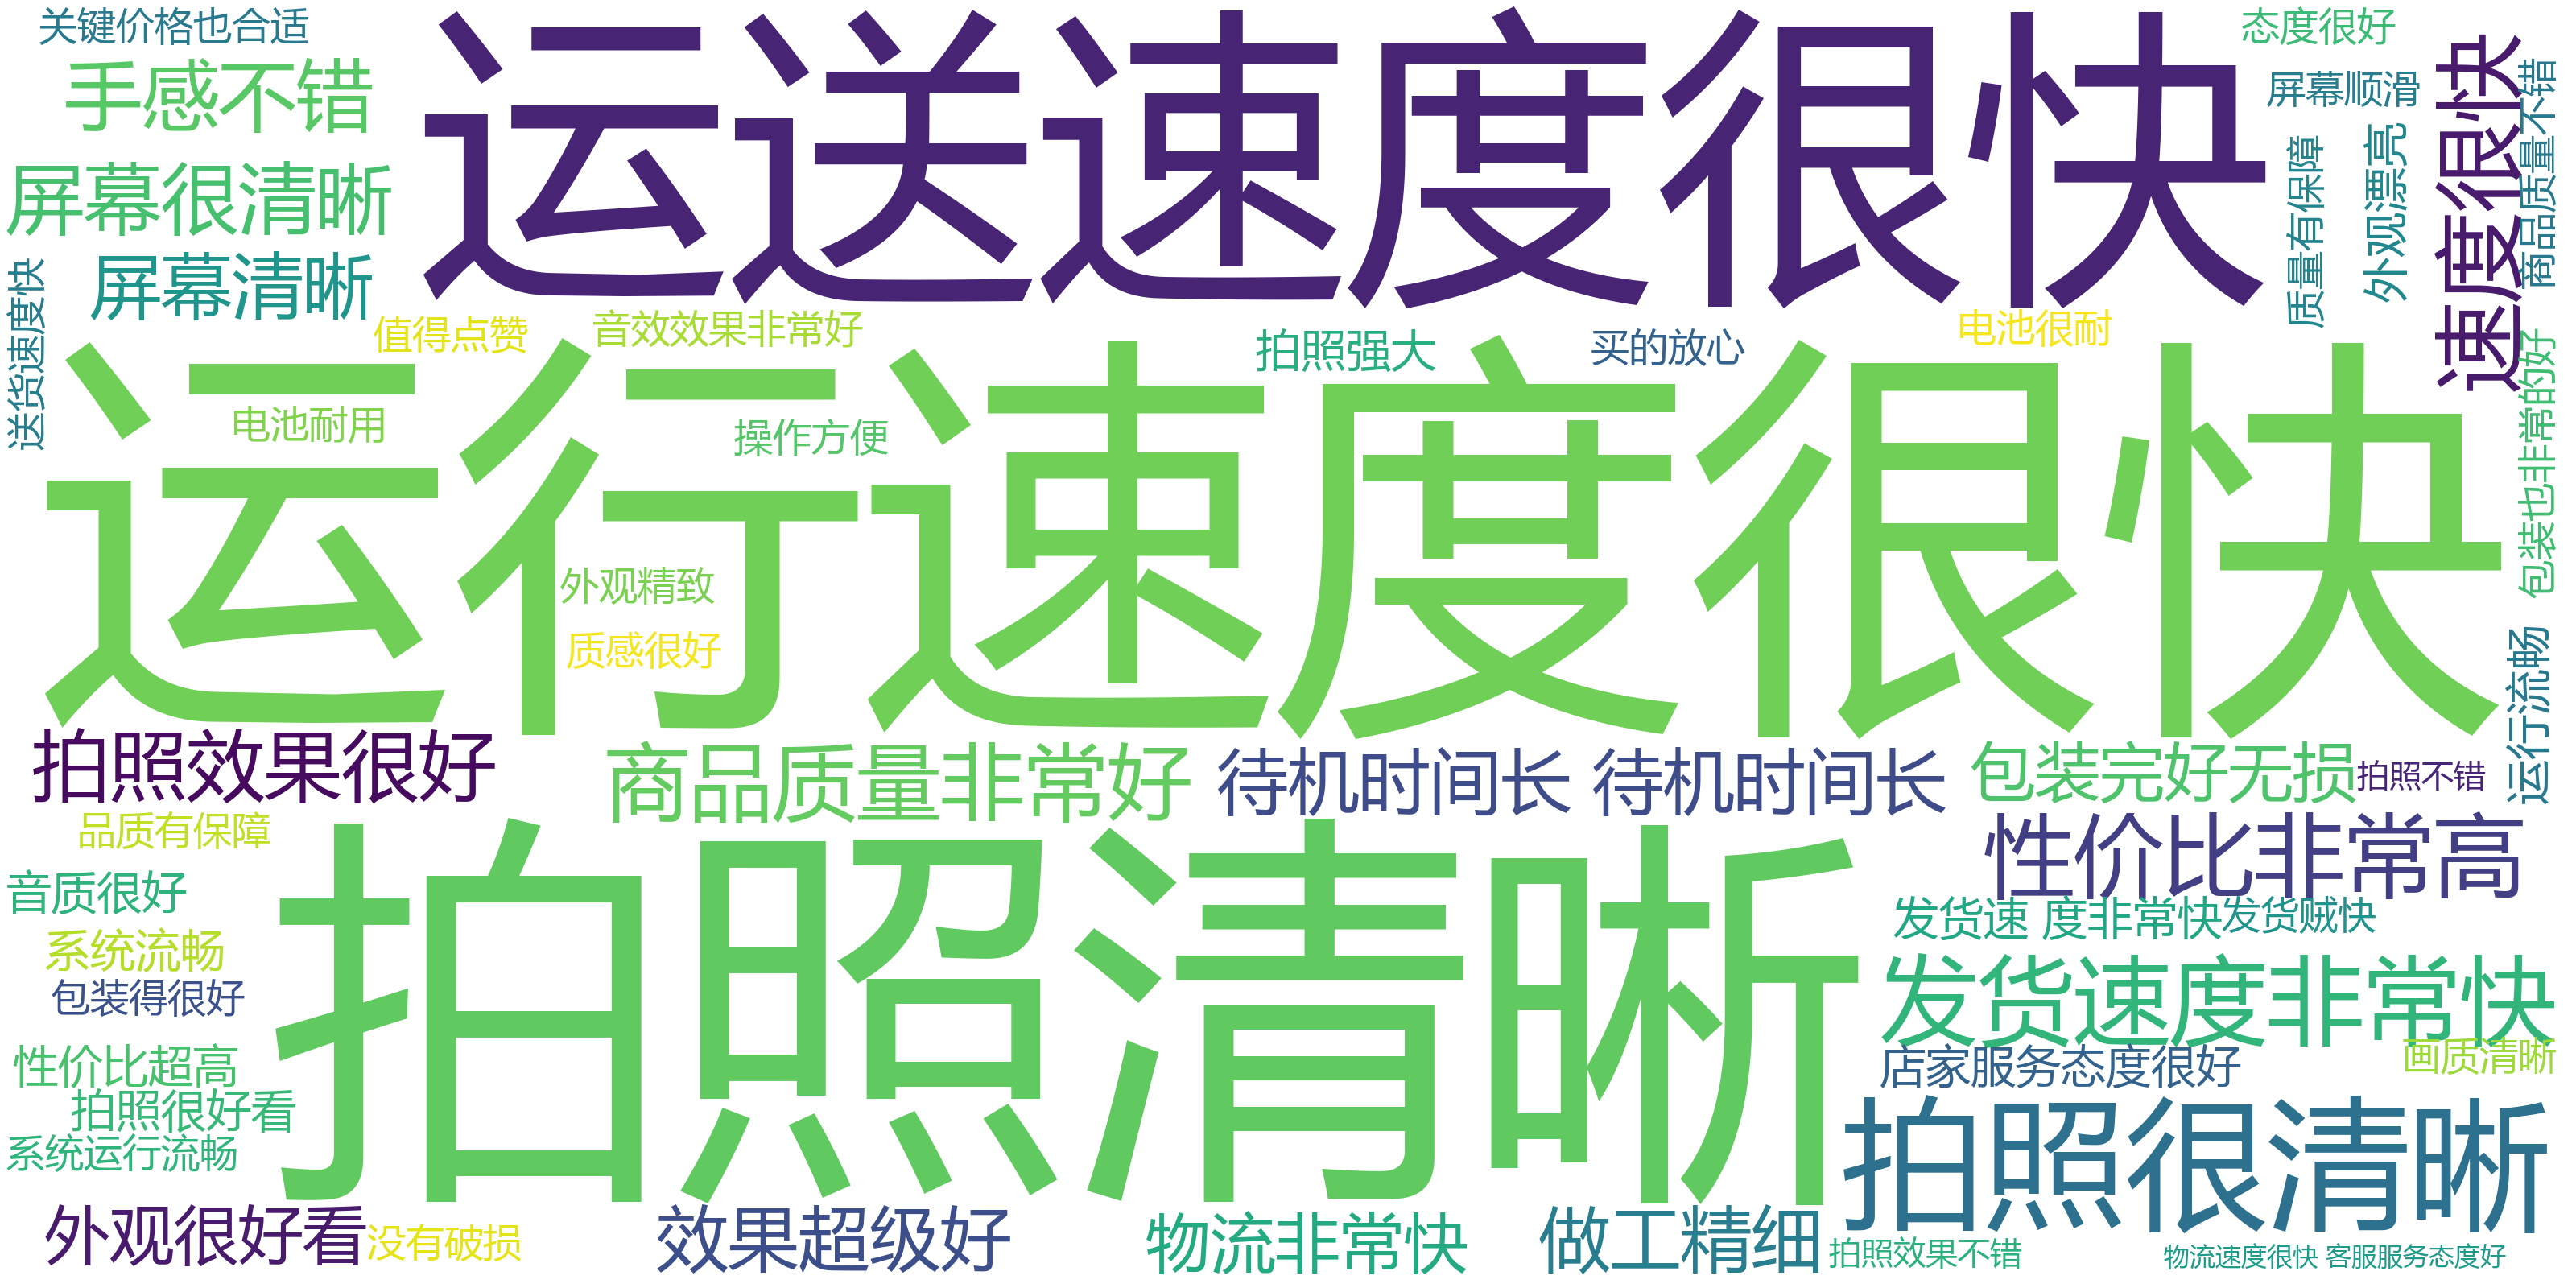 关键价格也合适
手感不错
屏幕很清晰
屏幕清晰
送货速度快
运送速度很快
态度很好
屏幕顺滑
质量有保障
外观漂亮
速度很快
商品质量不错
值得点赞
音效效果非常好
拍照强大
买的放心
电池很耐
包装也非常的好
运行速度很快
电池耐用
操作方便
外观精致
质感很好
运行流畅
拍照效果很好
商品质量非常好
待机时间长 待机时间长
包装完好无损
拍照不错
性价比非常高
品质有保障
音质很好
系统流畅
包装得很好
性价比超高
拍照很好看
系统运行流畅
拍照清晰
发货速 度非常快
发货贼快
发货速度非常快
店家服务态度很好
画质清晰
拍照很清晰
外观很好看
没有破损
效果超级好
物流非常快
做工精细
拍照效果不错
物流速度很快 客服服务态度好